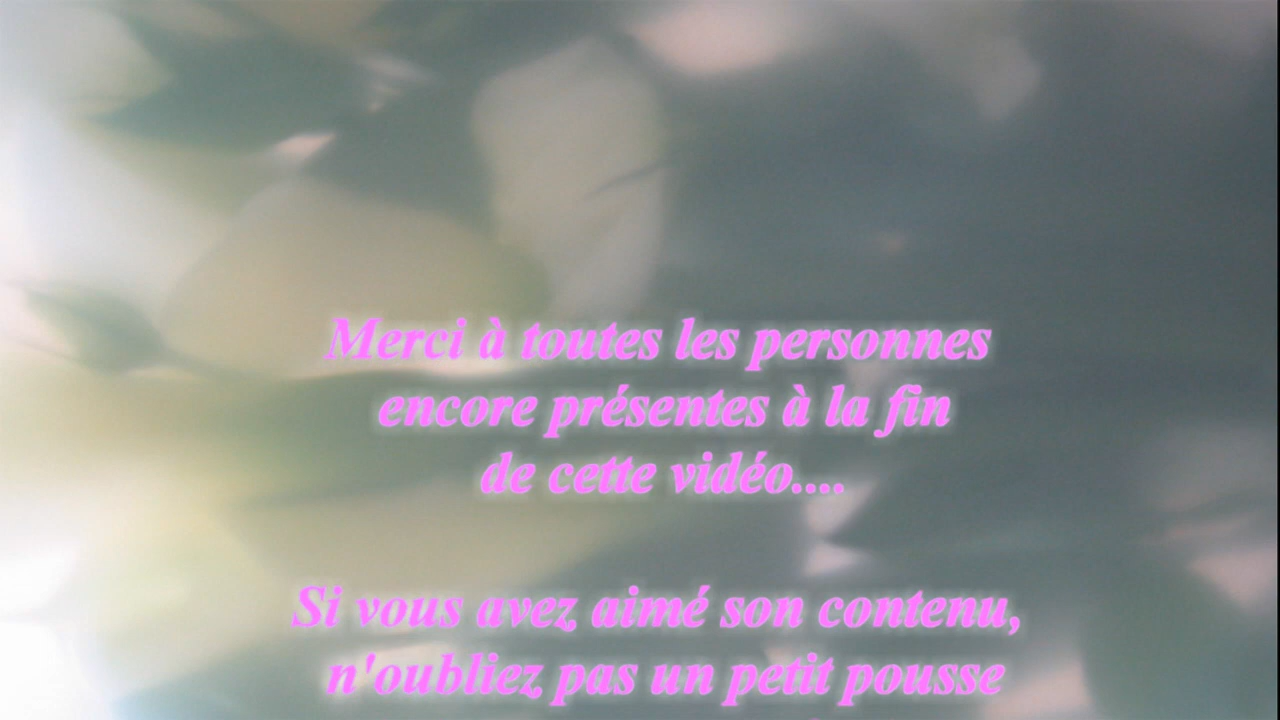 Merci à toutes les personnes
encore présentes à la fin
de cette vidéo....
Si vous avez aimé son contenu,
n'oubliez pas un petit pousse